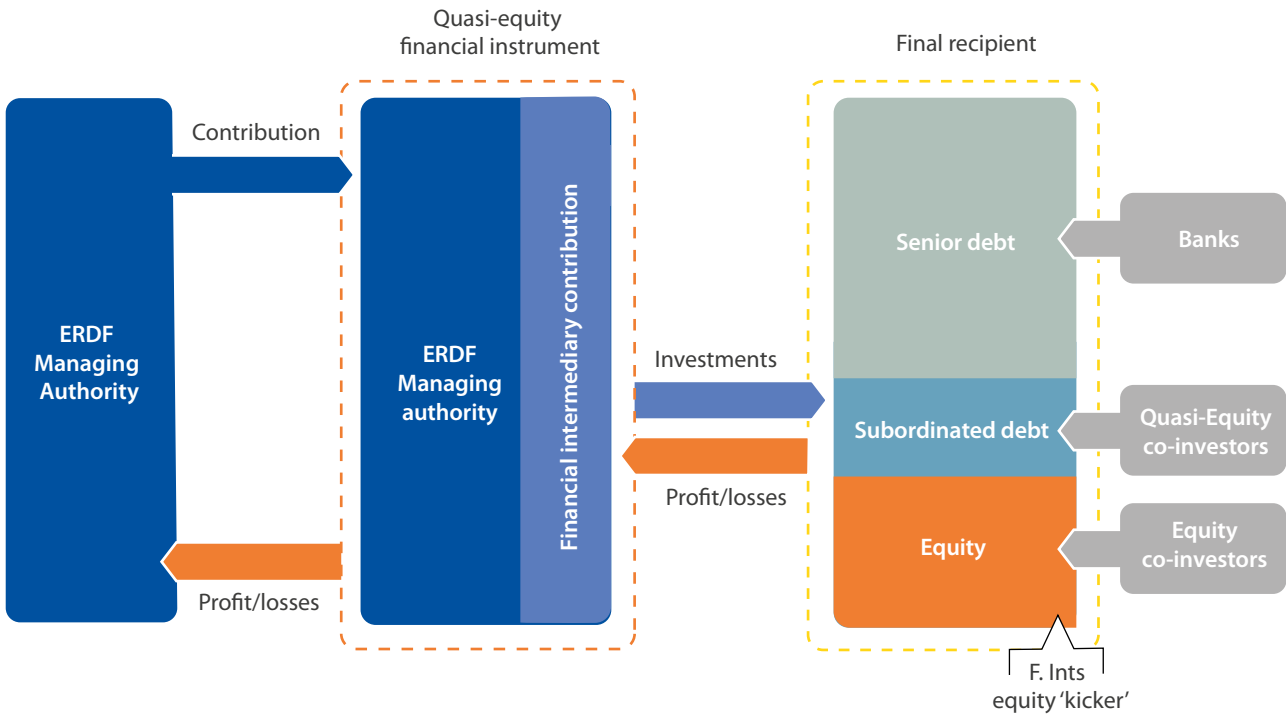 Quasi-equity
financial instrument
Final recipient
Contribution
ERDF
Managing
Authority
ERDF
Managing
authority
Financial intermediary contribution
Investments
Profit/losses
Profit/losses
Senior debt
Subordinated debt
Equity
Banks
Quasi-Equity
co-investors
Equity
co-investors
F. Ints
equity ‘kicker’